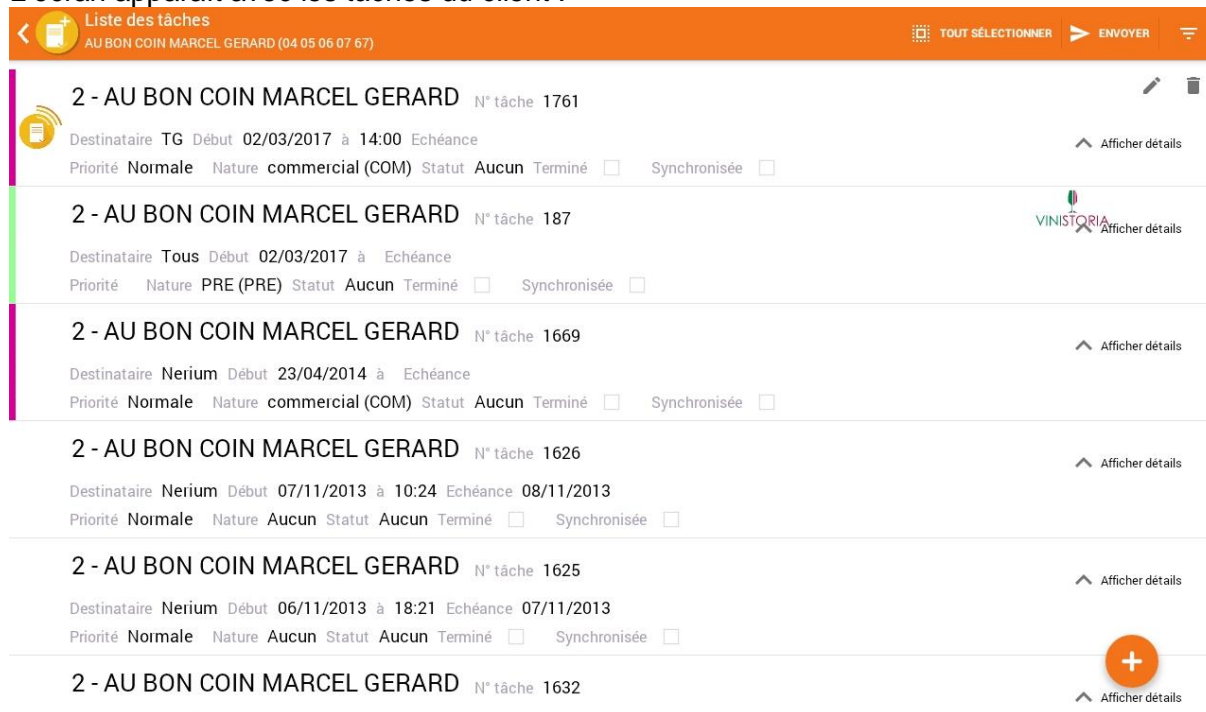 L'écran apparait avec les tâches du client :
Liste des tâches
AU BON COIN MARCEL GERARD (04 05 06 07 67)
TOUT SÉLECTIONNER
ENVOYER
2 - AU BON COIN MARCEL GERARD N° tâche 1761
Destinataire TG Début 02/03/2017 à 14:00 Echéance
Afficher détails
Priorité Normale Nature commercial (COM) Statut Aucun Terminé Synchronisée
2 - AU BON COIN MARCEL GERARD N° tâche 187
VINISTORIA
Afficher détails
Destinataire Tous Début 02/03/2017 à Echéance
Priorité Nature PRE (PRE) Statut Aucun Terminé Synchronisée
2 - AU BON COIN MARCEL GERARD N° tâche 1669
Afficher détails
Destinataire Nerium Début 23/04/2014 à Echéance
Priorité Normale Nature commercial (COM) Statut Aucun Terminé Synchronisée
2 - AU BON COIN MARCEL GERARD N° tâche 1626
Afficher détails
Destinataire Nerium Début 07/11/2013 à 10:24 Echéance 08/11/2013
Priorité Normale Nature Aucun Statut Aucun Terminé Synchronisée
2 - AU BON COIN MARCEL GERARD N° tâche 1625
Afficher détails
Destinataire Nerium Début 06/11/2013 à 18:21 Echéance 07/11/2013
Priorité Normale Nature Aucun Statut Aucun Terminé Synchronisée
2 - AU BON COIN MARCEL GERARD N° tâche 1632
Afficher détails